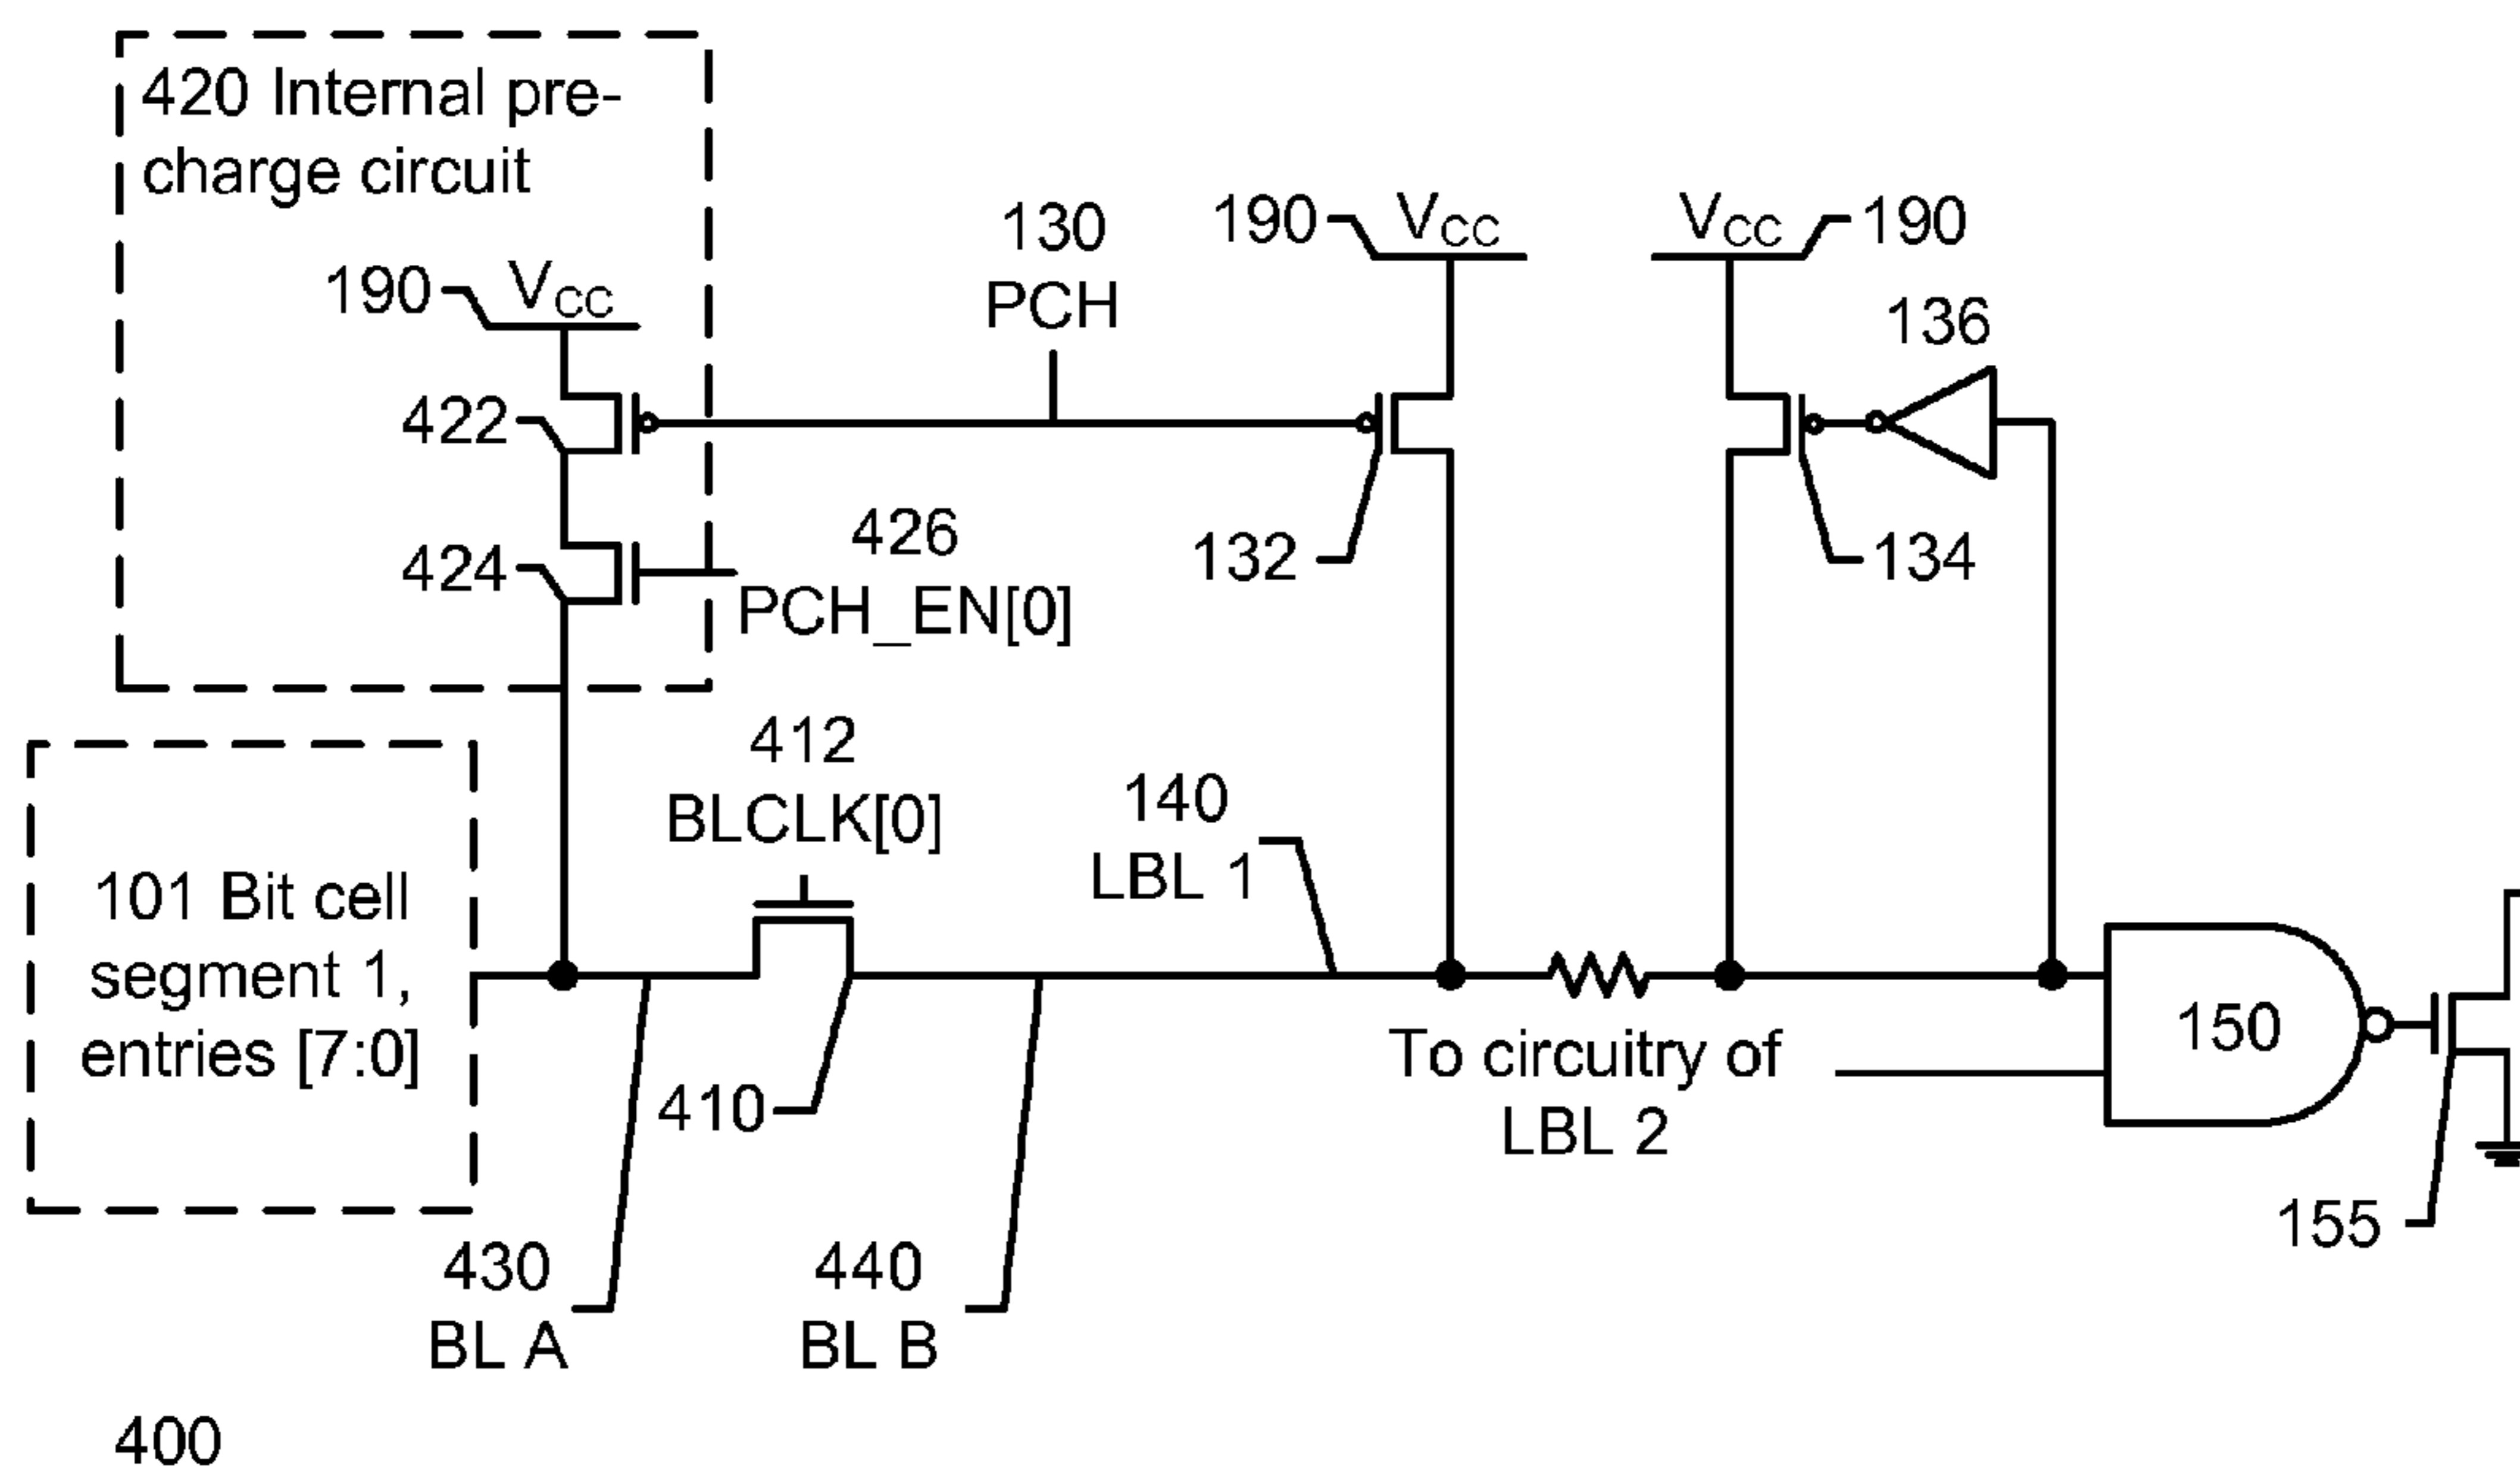 420 Internal pre-
charge circuit
190
VCC
422
424
130
PCH
426
PCH_EN[0]
190
VCC
132
VCC
190
136
134
101 Bit cell
segment 1,
entries [7:0]
412
BLCLK[0]
410
140
LBL 1
To circuitry of
LBL 2
150
155
430
BL A
440
BL B
400